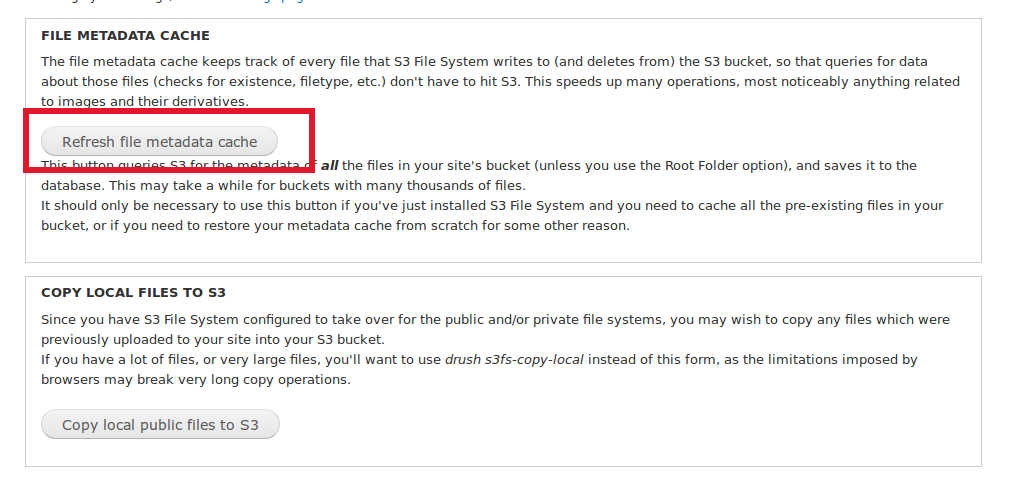 FILE METADATA CACHE
The file metadata cache keeps track of every file that S3 File System writes to (and deletes from) the S3 bucket, so that queries for data
about those files (checks for existence, filetype, etc.) don't have to hit S3. This speeds up many operations, most noticeably anything related
to images and their derivatives.
Refresh file metadata cache
This button queries S3 for the metadata of all the files in your site's bucket (unless you use the Root Folder option), and saves it to the
database. This may take a while for buckets with many thousands of files.
It should only be necessary to use this button if you've just installed S3 File System and you need to cache all the pre-existing files in your
bucket, or if you need to restore your metadata cache from scratch for some other reason.
COPY LOCAL FILES TO S3
Since you have S3 File System configured to take over for the public and/or private file systems, you may wish to copy any files which were
previously uploaded to your site into your S3 bucket.
If you have a lot of files, or very large files, you'll want to use drush s3fs-copy-local instead of this form, as the limitations imposed by
browsers may break very long copy operations.
Copy local public files to S3